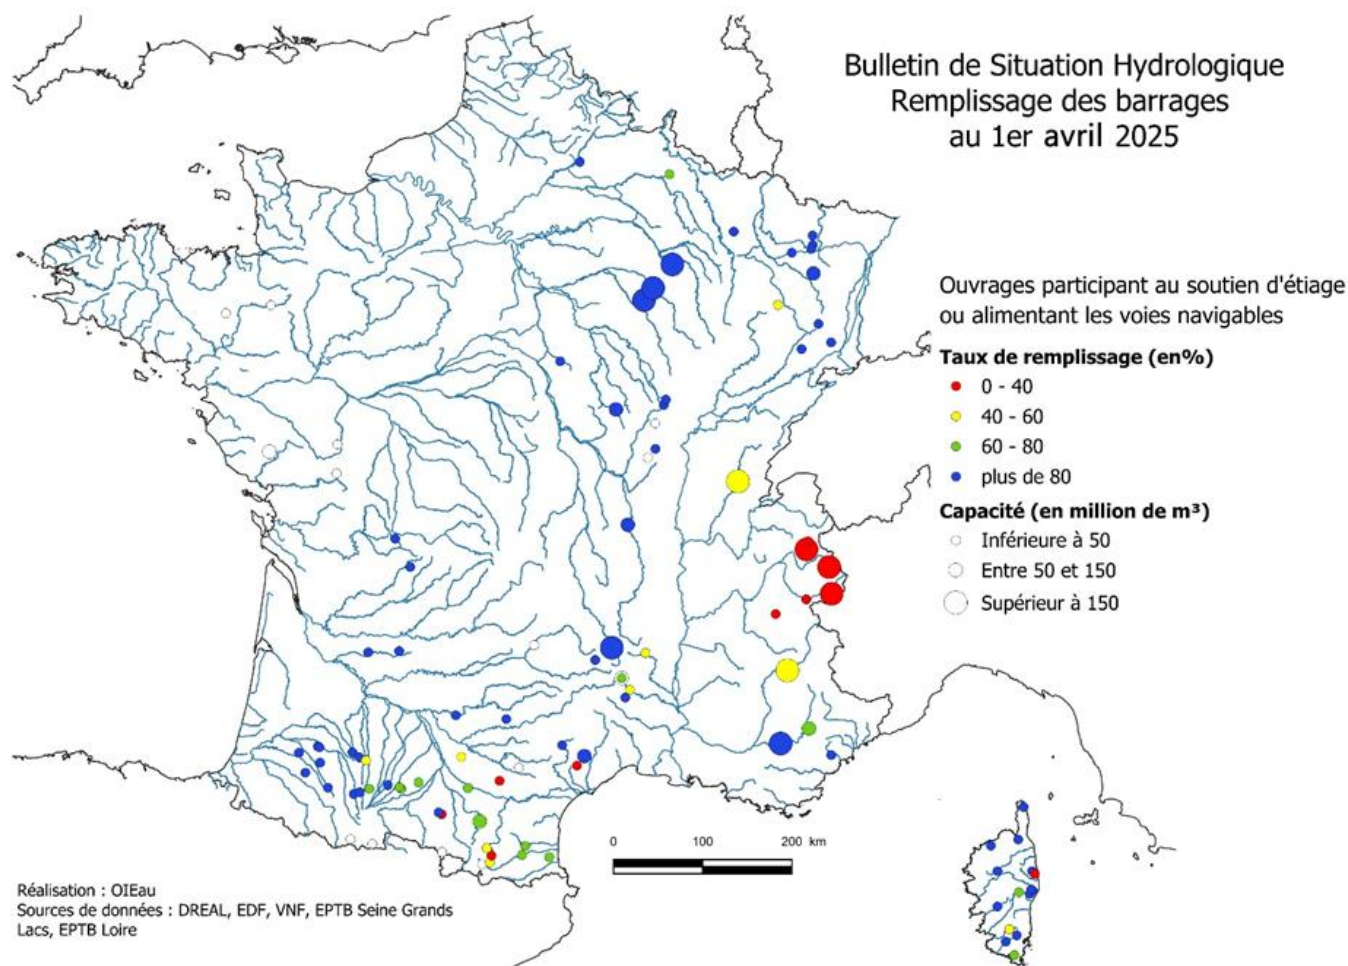 Bulletin de Situation Hydrologique
Remplissage des barrages
au 1er avril 2025
Ouvrages participant au soutien d'étiage
ou alimentant les voies navigables
Taux de remplissage (en%)
0 - 40
40 - 60
60 - 80
plus de 80
Capacité (en million de m³)
Inférieure à 50
Entre 50 et 150
Supérieur à 150
0 100 200 km
Réalisation : OIEau
Sources de données : DREAL, EDF, VNF, EPTB Seine Grands
Lacs, EPTB Loire